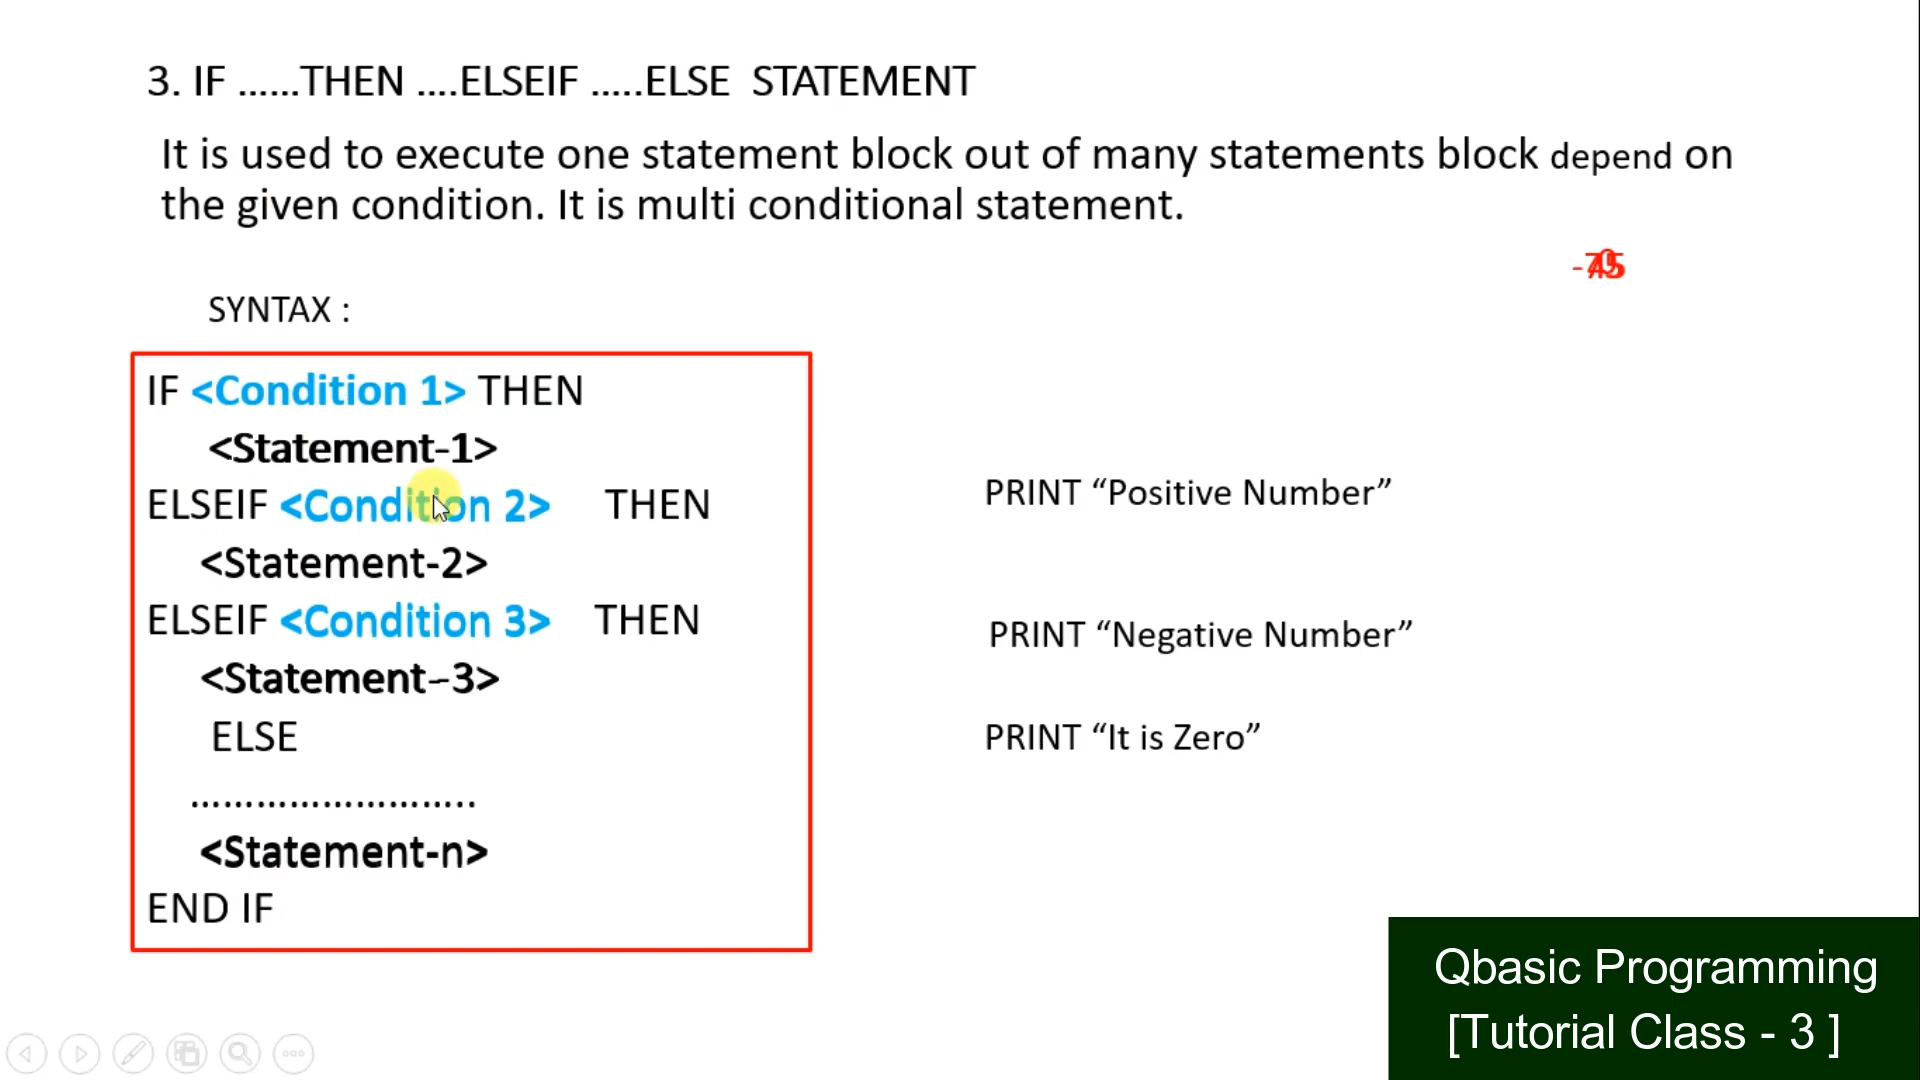 3. IF ......THEN ....ELSEIF .....ELSE STATEMENT
It is used to execute one statement block out of many statements block depend on
the given condition. It is multi conditional statement.
SYNTAX :
IF <Condition 1> THEN
<Statement-1>
ELSEIF <Condition 2> THEN
<Statement-2>
ELSEIF <Condition 3> THEN
<Statement-3>
ELSE
..........................
<Statement-n>
END IF
PRINT “Positive Number”
PRINT “Negative Number”
PRINT “It is Zero”
Qbasic Programming
[Tutorial Class - 3 ]